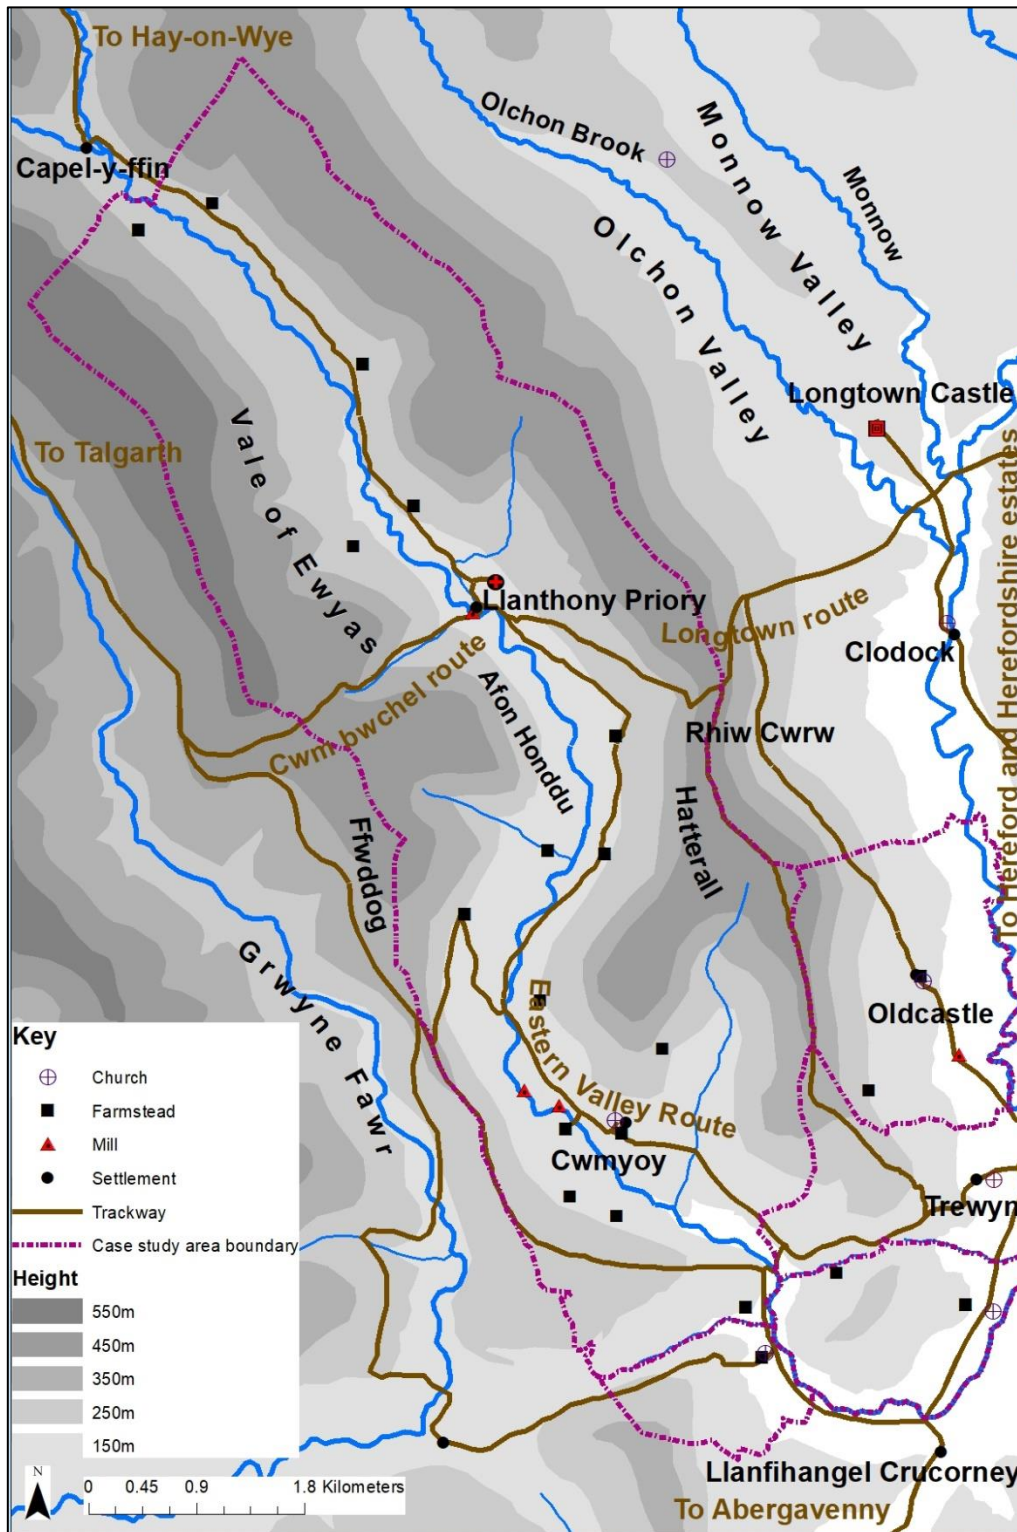 To Hay-on-Wye
Olchon Brook
Monnow Valley
Capel-y-ffin
Monnow
Olchon Valley
Longtown Castle
To Talgarth
Vale of Ewyas
To Hereford and Herefordshire estates
Llanthony Priory
Longtown route
Clodock
Cwm bwchel route
Afon Honddu
Rhiw Cwrw
Hatterall
Ffwddog
Grwyne Fawr
Oldcastle
Eastern Valley Route
Cwmyoy
Trewyn
Llanfihangel Crucorney
To Abergavenny
Key
Church
Farmstead
Mill
Settlement
Trackway
Case study area boundary
Height
550m
450m
350m
250m
150m
N
0 0.45 0.9 1.8 Kilometers